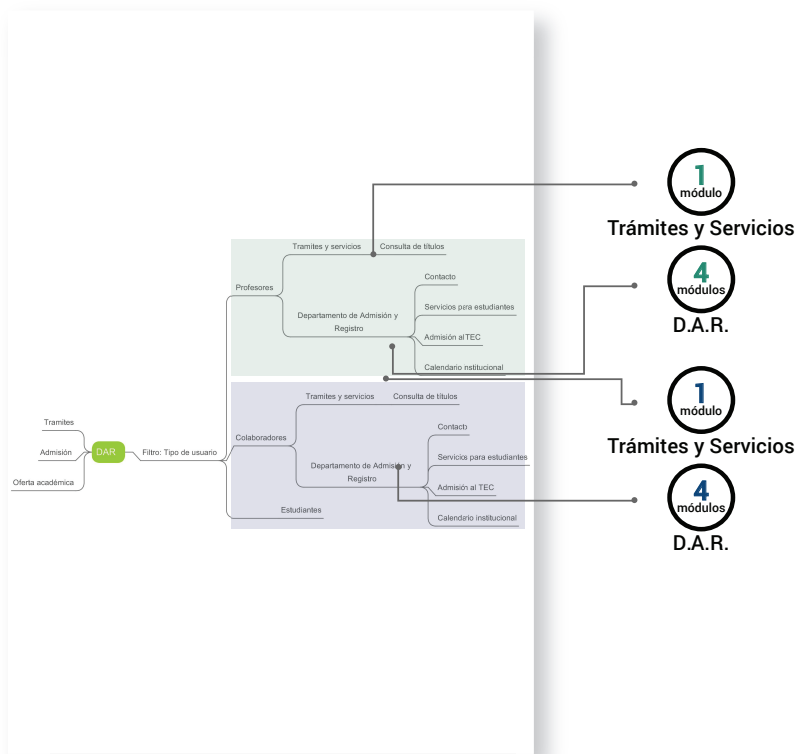 1
módulo
Trámites y Servicios
Tramites y servicios Consulta de títulos
Contacto
Profesores
Servicios para estudiantes
Departamento de Admisión y
Registro
Admisión al TEC
Calendario nstitucional
4
módulos
D.A.R.
1
módulo
Trámites y Servicios
Tramites y servicios Consulta de títulos
Contacto
Colaboradores
Servicios para estudiantes
Departamento de Admisión y
Registro
Admisión al TEC
Calendario institucional
Estudiantes
Tramites
Admisión
DAR.
Filtro: Tipo de usuario
Oferta académica
4
módulos
D.A.R.